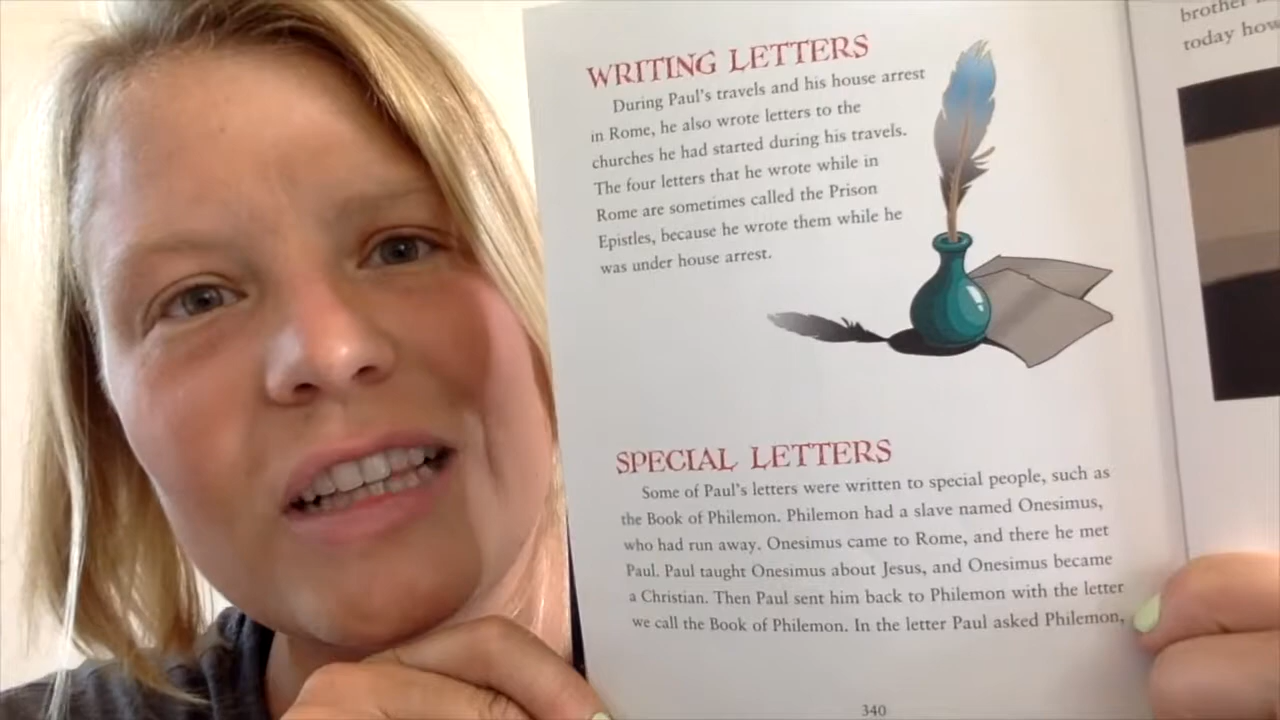 WRITING LETTERS
During Paul's travels and his house arrest
in Rome, he also wrote letters to the
churches he had started during his travels.
The four letters that he wrote while in
Rome are sometimes called the Prison
Epistles, because he wrote them while he
was under house arrest.
SPECIAL LETTERS
Some of Paul's letters were written to special people, such as
the Book of Philemon. Philemon had a slave named Onesimus,
who had run away. Onesimus came to Rome, and there he met
Paul. Paul taught Onesimus about Jesus, and Onesimus became
a Christian. Then Paul sent him back to Philemon with the letter
we call the Book of Philemon. In the letter Paul asked Philemon,
340
brother
today how